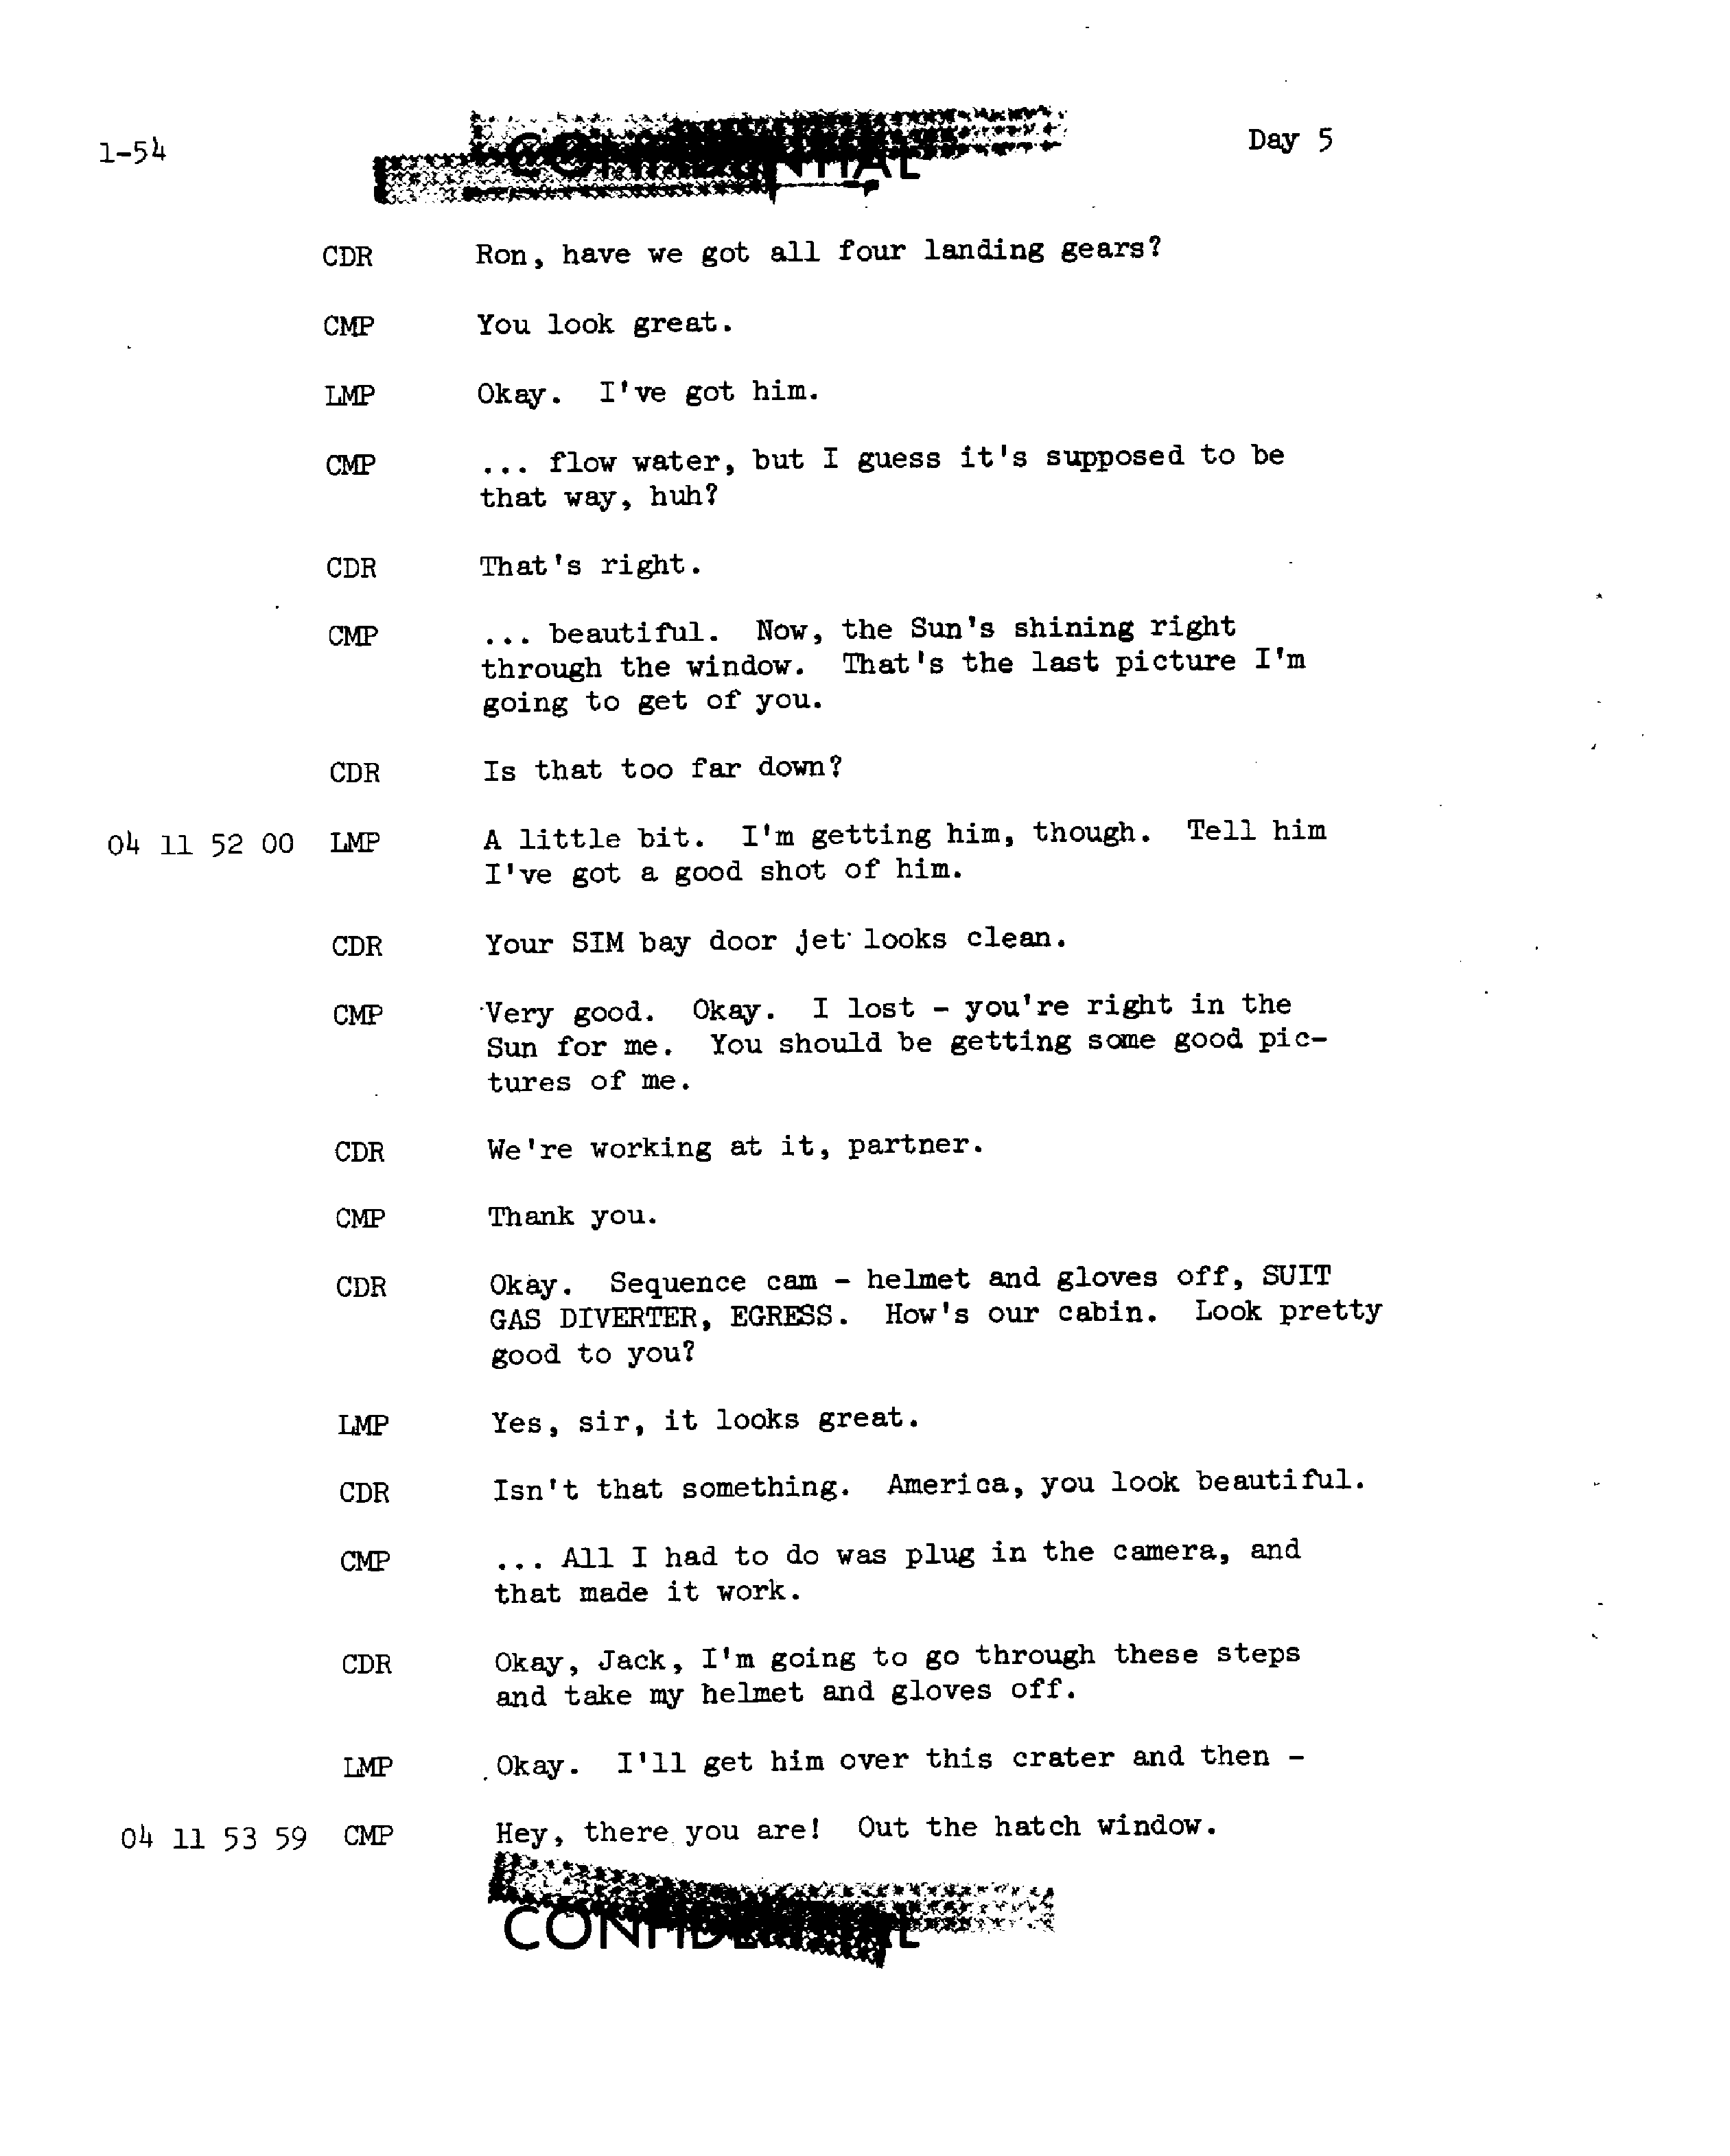 1-54
CONFIDENTIAL
Day 5
CDR Ron, have we got all four landing gears?
CMP You look great.
LMP Okay. I've got him.
CMP ... flow water, but I guess it's supposed to be
that way, huh?
CDR That's right.
CMP ... beautiful. Now, the Sun's shining right
through the window. That's the last picture I'm
going to get of you.
CDR Is that too far down?
04 11 52 00 LMP A little bit. I'm getting him, though. Tell him
I've got a good shot of him.
CDR Your SIM bay door jet looks clean.
CMP Very good. Okay. I lost - you're right in the
Sun for me. You should be getting some good pic-
tures of me.
CDR We're working at it, partner.
CMP Thank you.
CDR Okay. Sequence cam - helmet and gloves off, SUIT
GAS DIVERTER, EGRESS. How's our cabin. Look pretty
good to you?
LMP Yes, sir, it looks great.
CDR Isn't that something. America, you look beautiful.
CMP ... All I had to do was plug in the camera, and
that made it work.
CDR Okay, Jack, I'm going to go through these steps
and take my helmet and gloves off.
LMP Okay. I'll get him over this crater and then -
04 11 53 59 CMP Hey, there you are! Out the hatch window.
CONFIDENTIAL